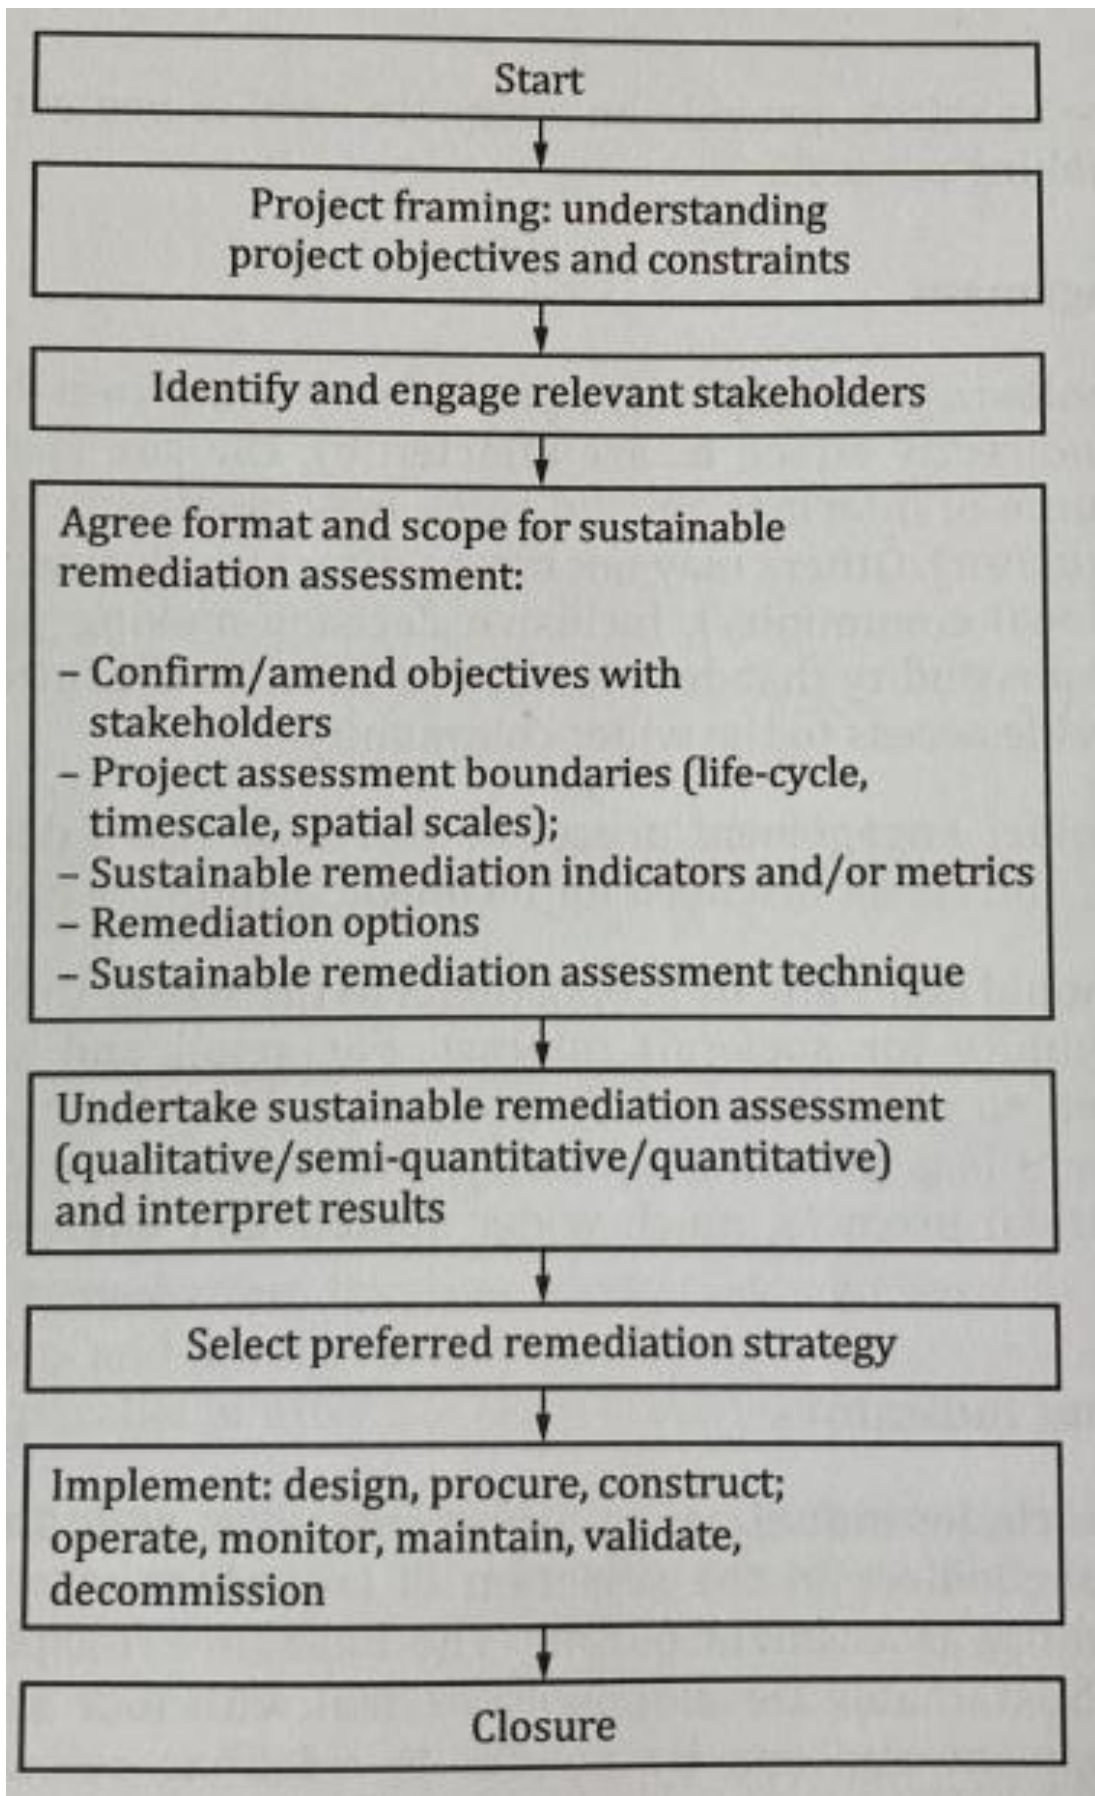 Start
Project framing: understanding
project objectives and constraints
Identify and engage relevant stakeholders
Agree format and scope for sustainable
remediation assessment:
– Confirm/amend objectives with
stakeholders
– Project assessment boundaries (life-cycle,
timescale, spatial scales);
– Sustainable remediation indicators and/or metrics
– Remediation options
– Sustainable remediation assessment technique
Undertake sustainable remediation assessment
(qualitative/semi-quantitative/quantitative)
and interpret results
Select preferred remediation strategy
Implement: design, procure, construct;
operate, monitor, maintain, validate,
decommission
Closure